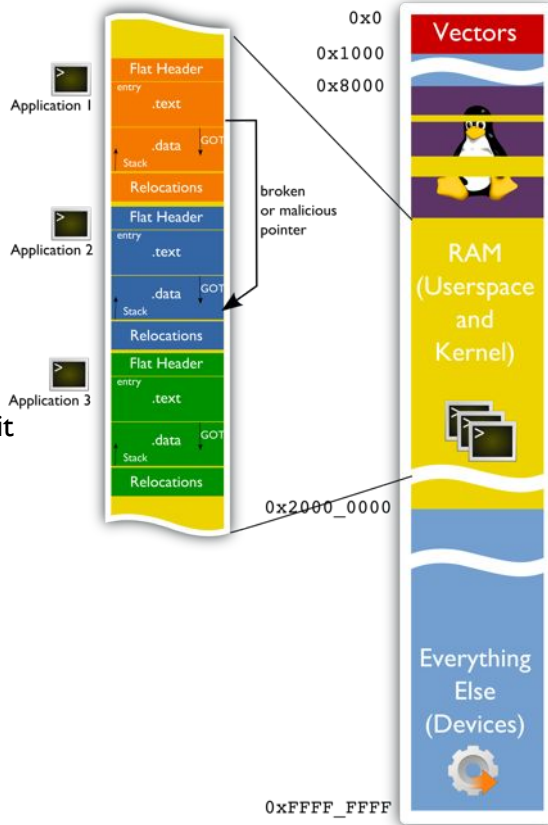 Application 1
Flat Header
entry
.text
.data
GOT
Stack
Relocations
Application 2
Flat Header
entry
.text
.data
GOT
Stack
Relocations
Application 3
Flat Header
entry
.text
.data
GOT
Stack
Relocations
it
broken
or malicious
pointer
0x0
0x1000
0x8000
0x2000_0000
0xFFFF_FFFF
Vectors
RAM
(Userspace
and
Kernel)
Everything
Else
(Devices)